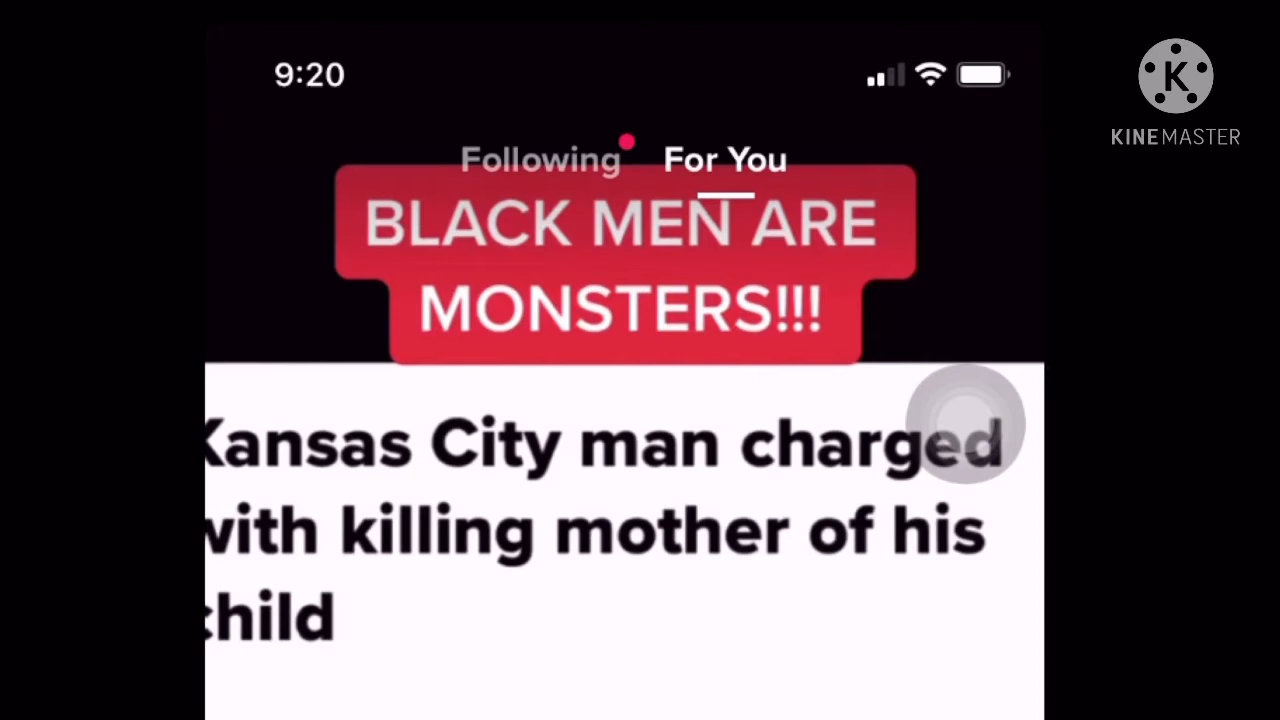 9:20
K
KINEMASTER
Following For You
BLACK MEN ARE
MONSTERS!!!
Kansas City man charged
with killing mother of his
child